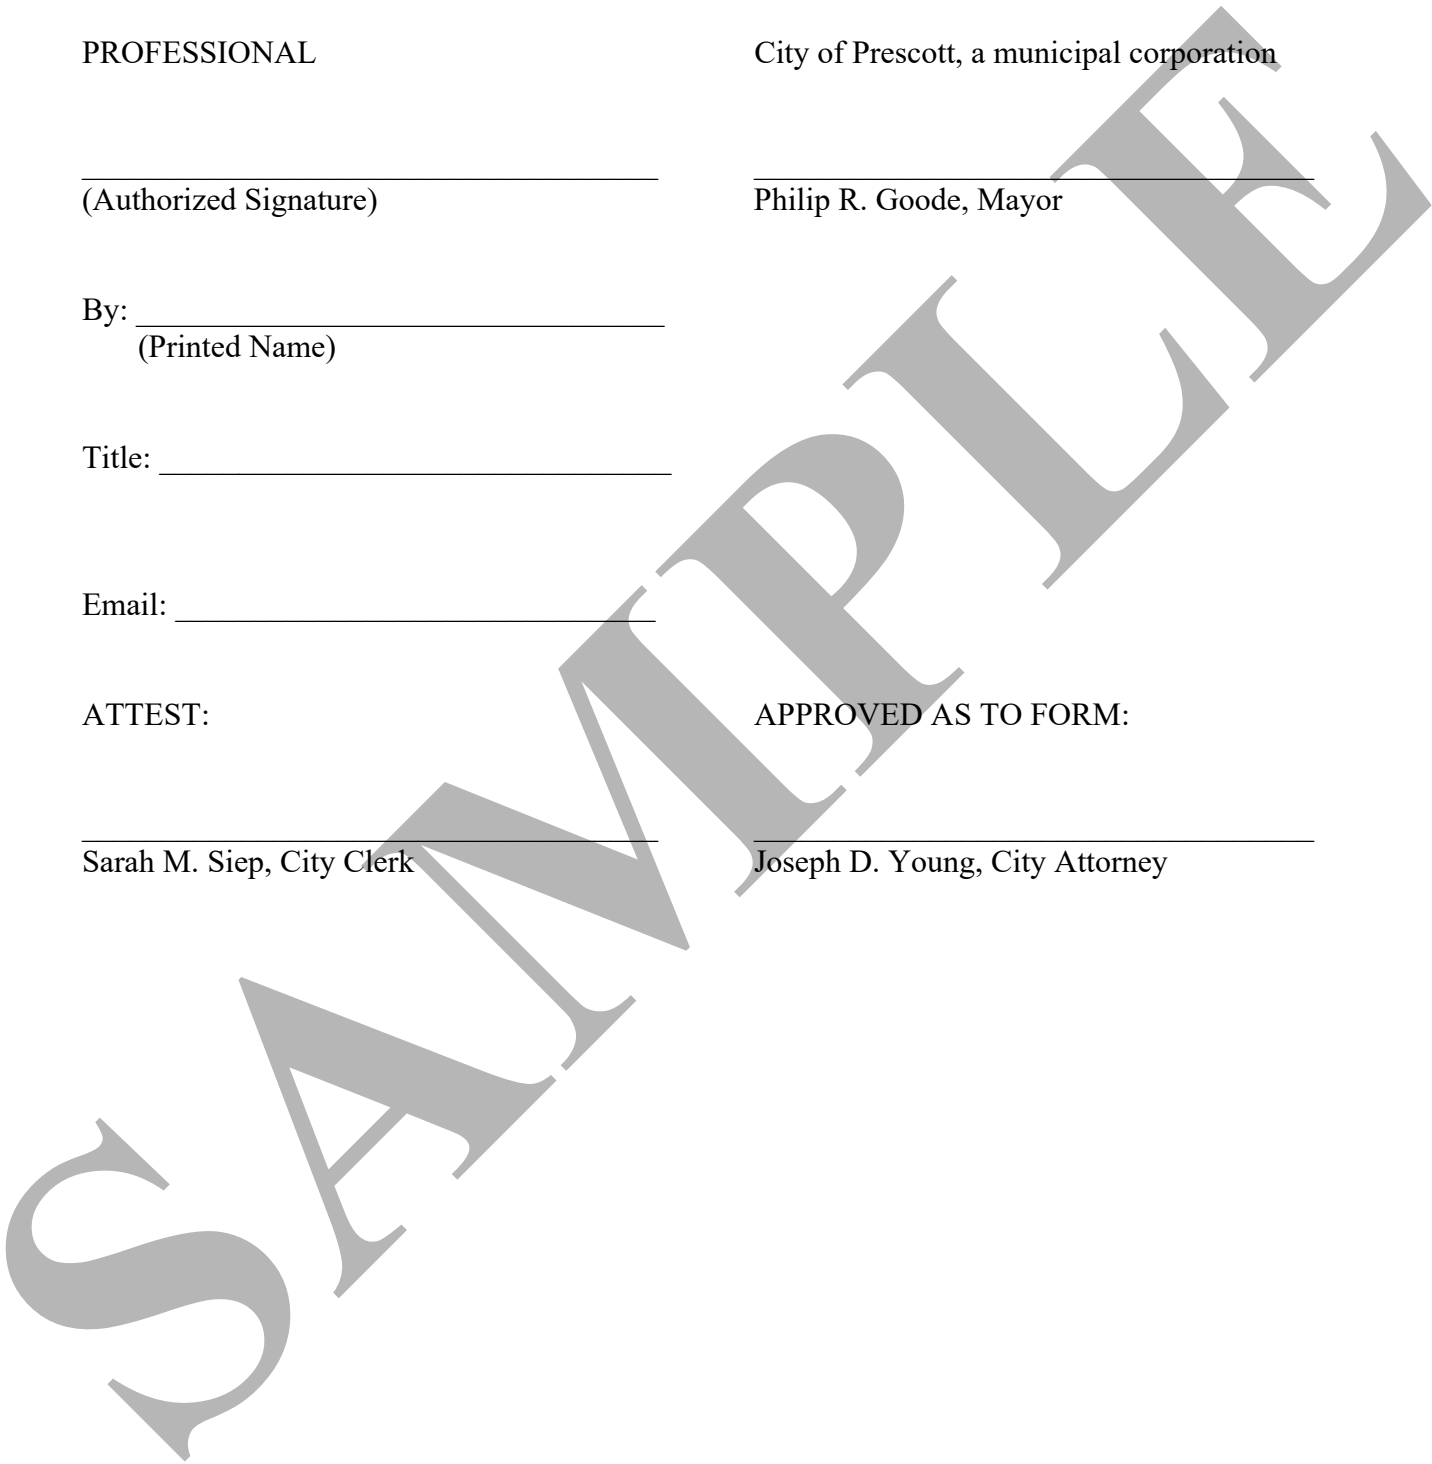 PROFESSIONAL
City of Prescott, a municipal corporation
(Authorized Signature)
Philip R. Goode, Mayor
By:
(Printed Name)
Title:
Email:
ATTEST:
APPROVED AS TO FORM:
Sarah M. Siep, City Clerk
Joseph D. Young, City Attorney
SAMPLE